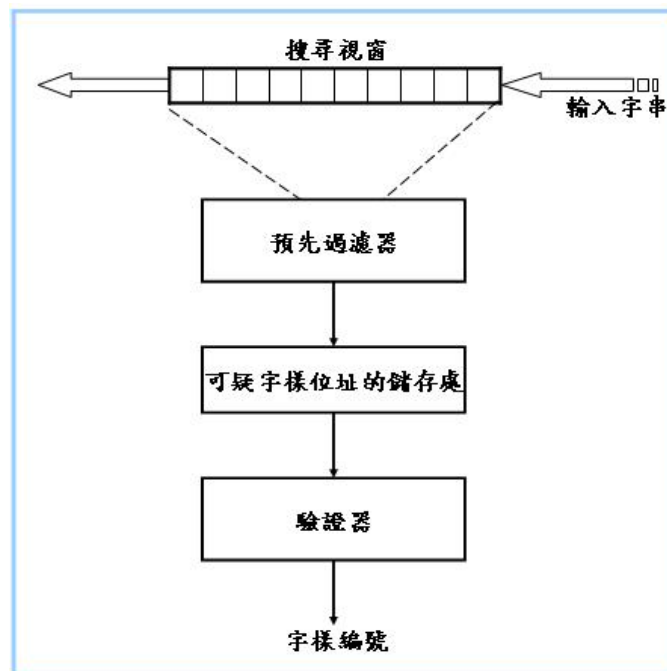 搜尋視窗
輸入字串
預先過濾器
可疑字樣位址的儲存處
驗證器
字樣編號